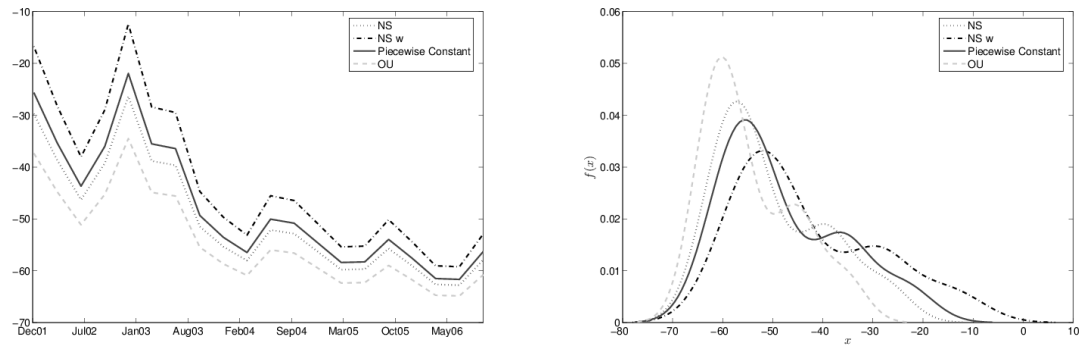 −10
−20
−30
−40
−50
−60
−70
Dec01 Jul02 Jan03 Aug03 Feb04 Sep04 Mar05 Oct05 May06
NS
NS w
Piecewise Constant
OU
0.06
0.05
0.04
0.03
0.02
0.01
0
f(x)
−80 −70 −60 −50 −40 −30 −20 −10 0 10
x
NS
NS w
Piecewise Constant
OU